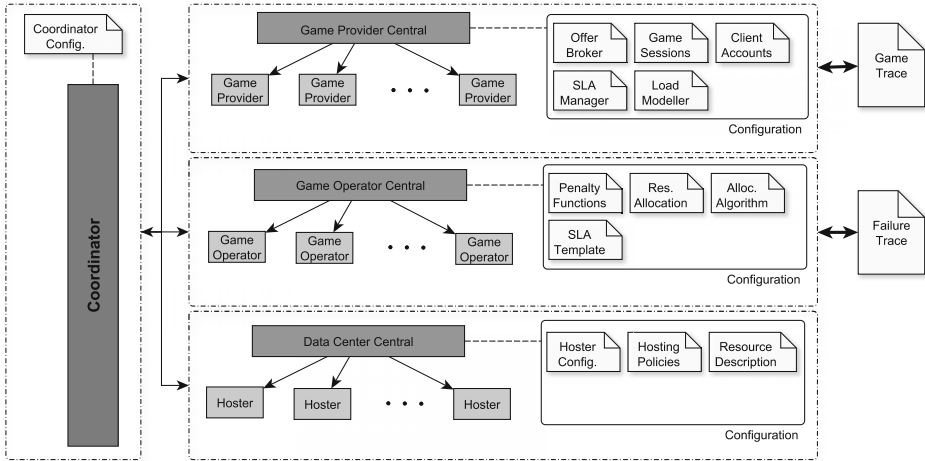 Coordinator
Config.
Coordinator
Game Provider Central
Game
Provider
Game
Provider
Game
Provider
Offer
Broker
Game
Sessions
Client
Accounts
SLA
Manager
Load
Modeller
Configuration
Game
Trace
Game Operator Central
Game
Operator
Game
Operator
Game
Operator
Penalty
Functions
Res.
Allocation
Alloc.
Algorithm
SLA
Template
Configuration
Failure
Trace
Data Center Central
Hoster
Hoster
Hoster
Hoster
Config.
Hosting
Policies
Resource
Description
Configuration